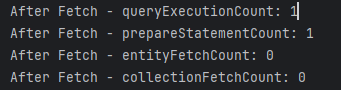 After Fetch - queryExecutionCount: 1
After Fetch - prepareStatementCount: 1
After Fetch - entityFetchCount: 0
After Fetch - collectionFetchCount: 0